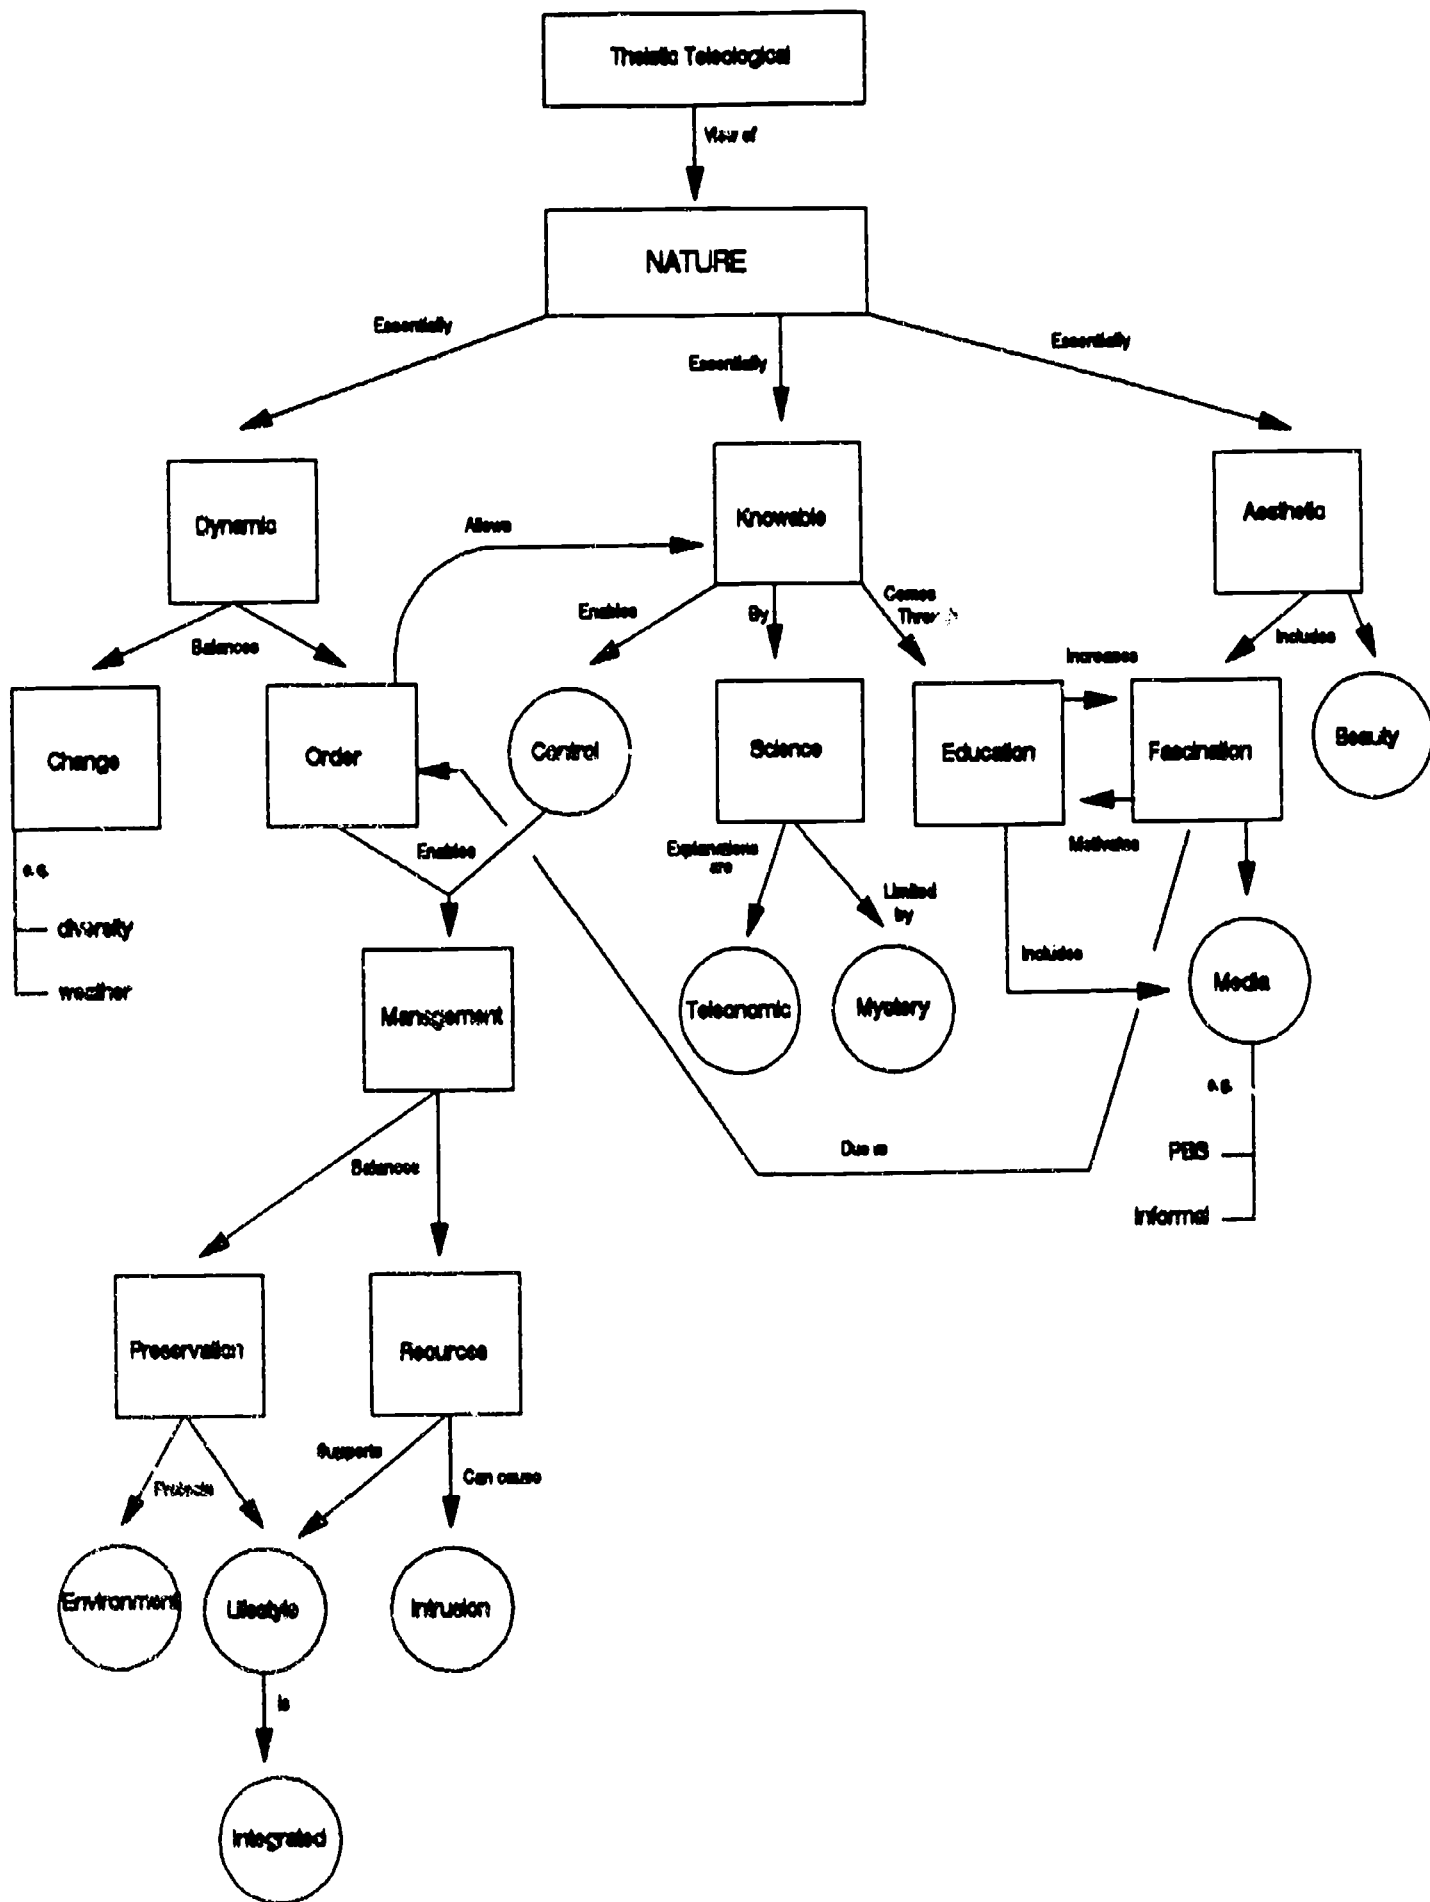 Theistic Teleological
View of
NATURE
Essentially
Essentially
Essentially
Dynamic
Knowable
Aesthetic
Allows
Balances
Enables
By
Comes
Includes
Increases
Change
Order
Control
Science
Education
Fascination
Beauty
Enables
Explanations
are
Motivates
e.g.
Limited
by
diversity
Includes
weather
Management
Teleonomic
Mystery
Media
e.g.
Balances
Due to
PBS
Informal
Preservation
Reources
Supports
Can cause
Protects
Environment
Lifestyle
Intrusion
is
Integrated